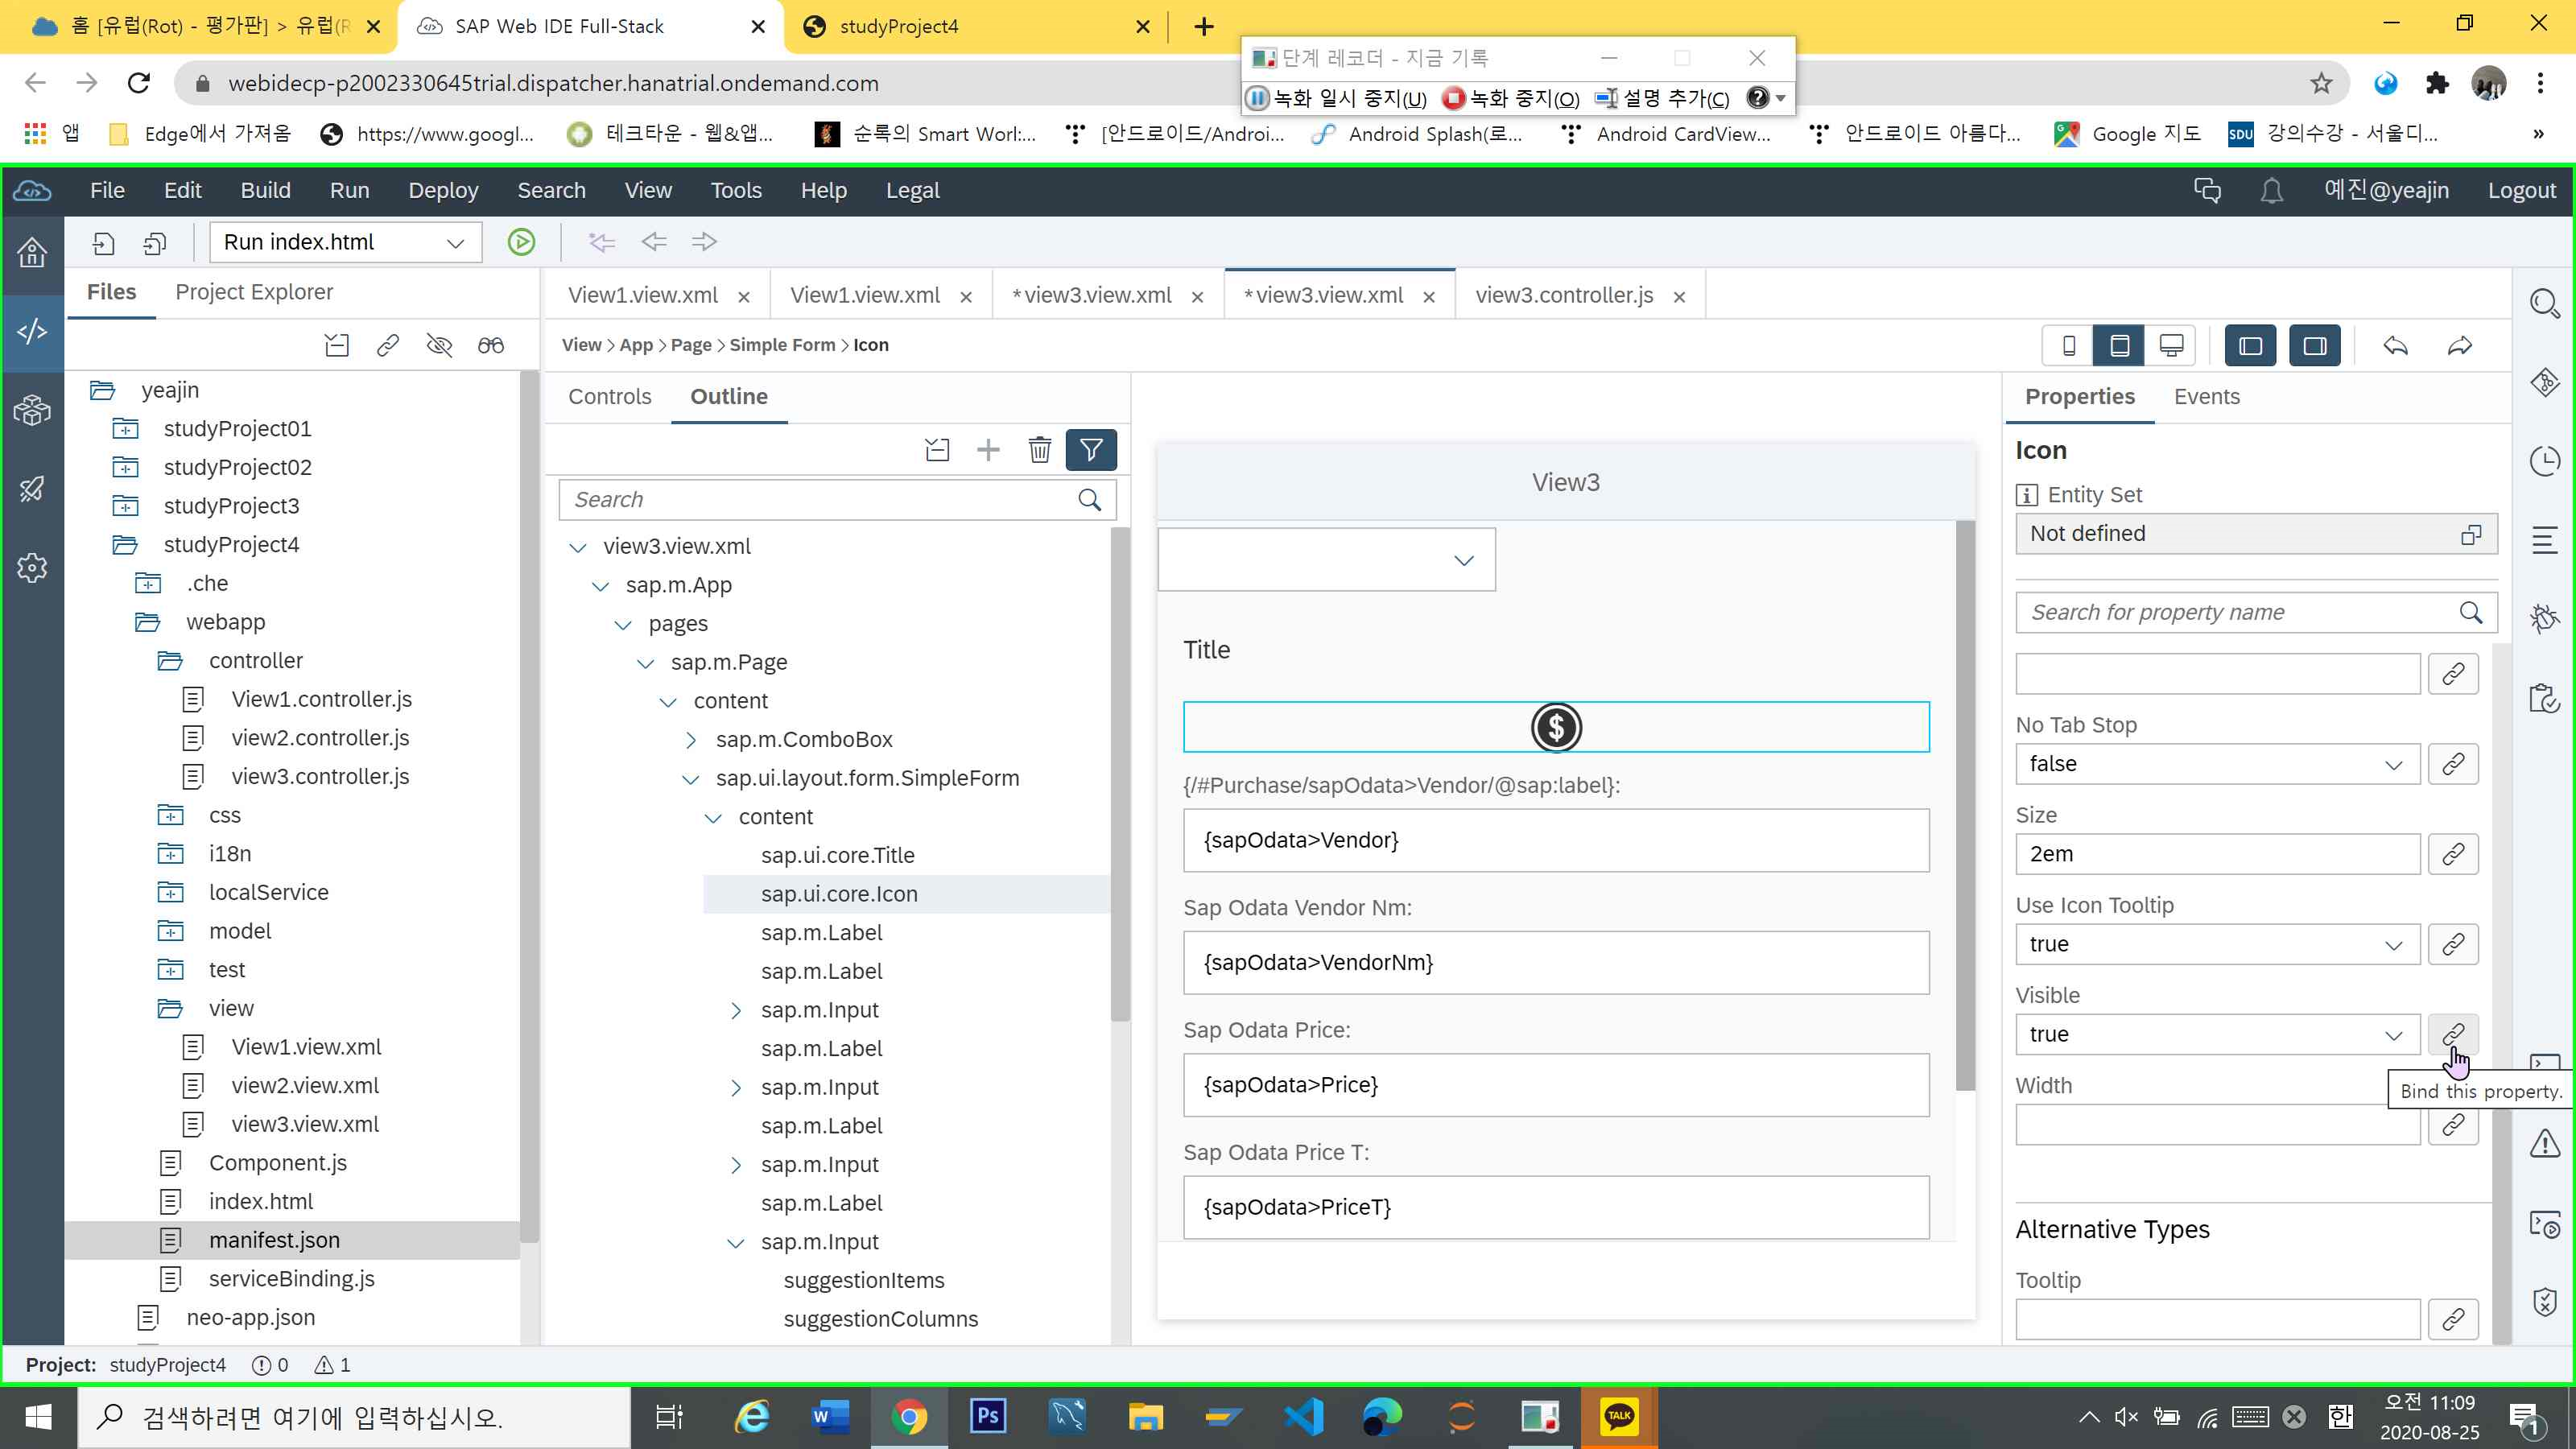 홈 [유럽(Rot) - 평가판] > 유럽(R
SAP Web IDE Full-Stack
studyProject4
단계 레코더 - 지금 기록
webidecp-p2002330645trial.dispatcher.hanatrial.ondemand.com
녹화 일시 중지(U) 녹화 중지(O) 설명 추가(C)
앱 Edge에서 가져옴 https://www.googl... 테크타운 - 웹&앱... 순록의 Smart Worl:... [안드로이드/Androi... Android Splash(로... Android CardView... 안드로이드 아름다... Google 지도 SDU 강의수강 - 서울디... »
File Edit Build Run Deploy Search View Tools Help Legal 예진@yeajin Logout
Run index.html
Files Project Explorer
View1.view.xml View1.view.xml *view3.view.xml *view3.view.xml view3.controller.js
View > App > Page > Simple Form > Icon
yeajin
studyProject01
studyProject02
studyProject3
studyProject4
.che
webapp
controller
View1.controller.js
view2.controller.js
view3.controller.js
css
i18n
localService
model
test
view
View1.view.xml
view2.view.xml
view3.view.xml
Component.js
index.html
manifest.json
serviceBinding.js
neo-app.json
Controls Outline
Search
view3.view.xml
sap.m.App
pages
sap.m.Page
content
sap.m.ComboBox
sap.ui.layout.form.SimpleForm
content
sap.ui.core.Title
sap.ui.core.Icon
sap.m.Label
sap.m.Label
sap.m.Input
sap.m.Label
sap.m.Input
sap.m.Label
sap.m.Input
sap.m.Label
sap.m.Input
suggestionItems
suggestionColumns
View3
Title
$
{/#Purchase/sapOdata>Vendor/@sap:label}:
{sapOdata>Vendor}
Sap Odata Vendor Nm:
{sapOdata>VendorNm}
Sap Odata Price:
{sapOdata>Price}
Sap Odata Price T:
{sapOdata>PriceT}
Properties Events
Icon
Entity Set
Not defined
Search for property name
No Tab Stop
false
Size
2em
Use Icon Tooltip
true
Visible
true
Width
Bind this property.
Alternative Types
Tooltip
Project: studyProject4 0 1
검색하려면 여기에 입력하십시오.
W
Ps
TALK
한
오전 11:09
2020-08-25
1